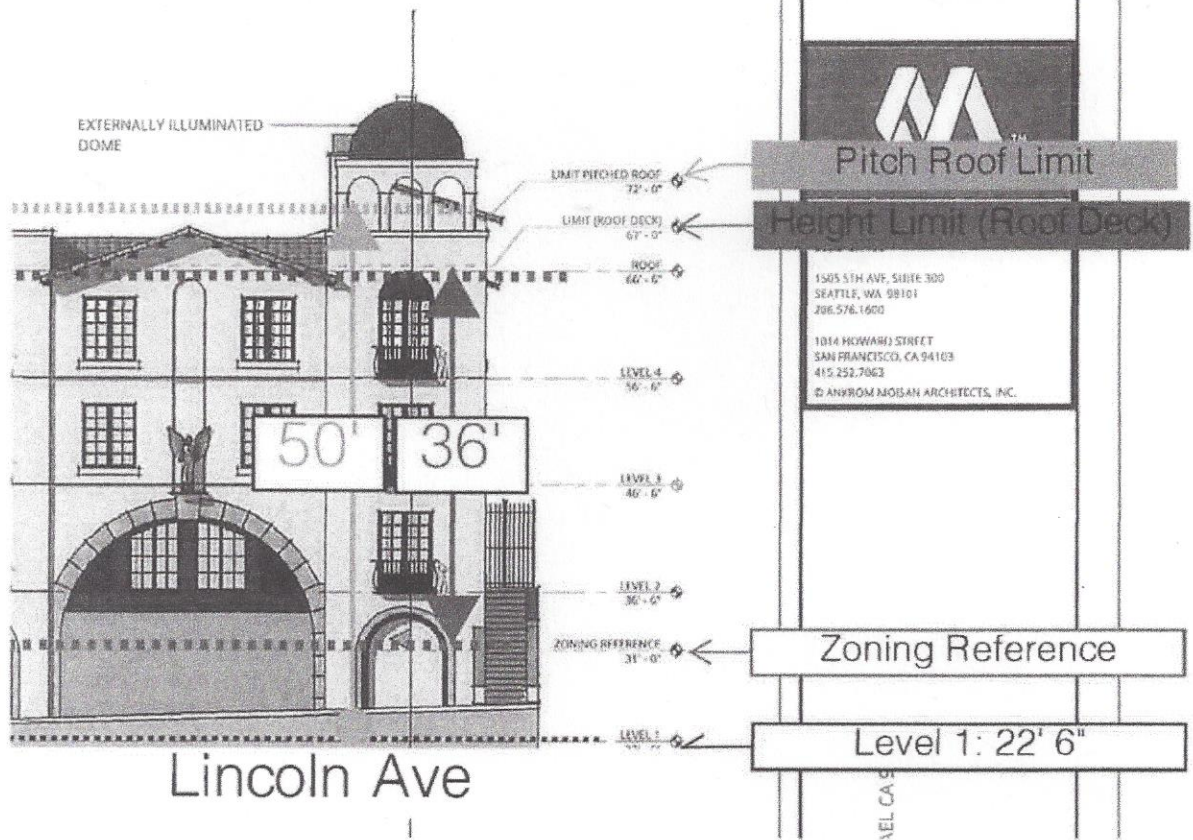 EXTERNALLY ILLUMINATED
DOME
LIMIT PITCHED ROOF
72' - 0"
LIMIT (ROOF DECK)
67' - 0"
ROOF
66' - 6"
LEVEL 4
56' - 6"
LEVEL 3
46' - 6"
LEVEL 2
36' - 6"
ZONING REFERENCE
31' - 0"
LEVEL 1
50'
36'
Lincoln Ave
TM
Pitch Roof Limit
Height Limit (Roof Deck)
1505 5TH AVE, SUITE 300
SEATTLE, WA 98101
206.576.1600
1014 HOWARD STREET
SAN FRANCISCO, CA 94103
415.252.7063
© ANKROM MOISAN ARCHITECTS, INC.
Zoning Reference
Level 1: 22' 6"
AEL CA 9